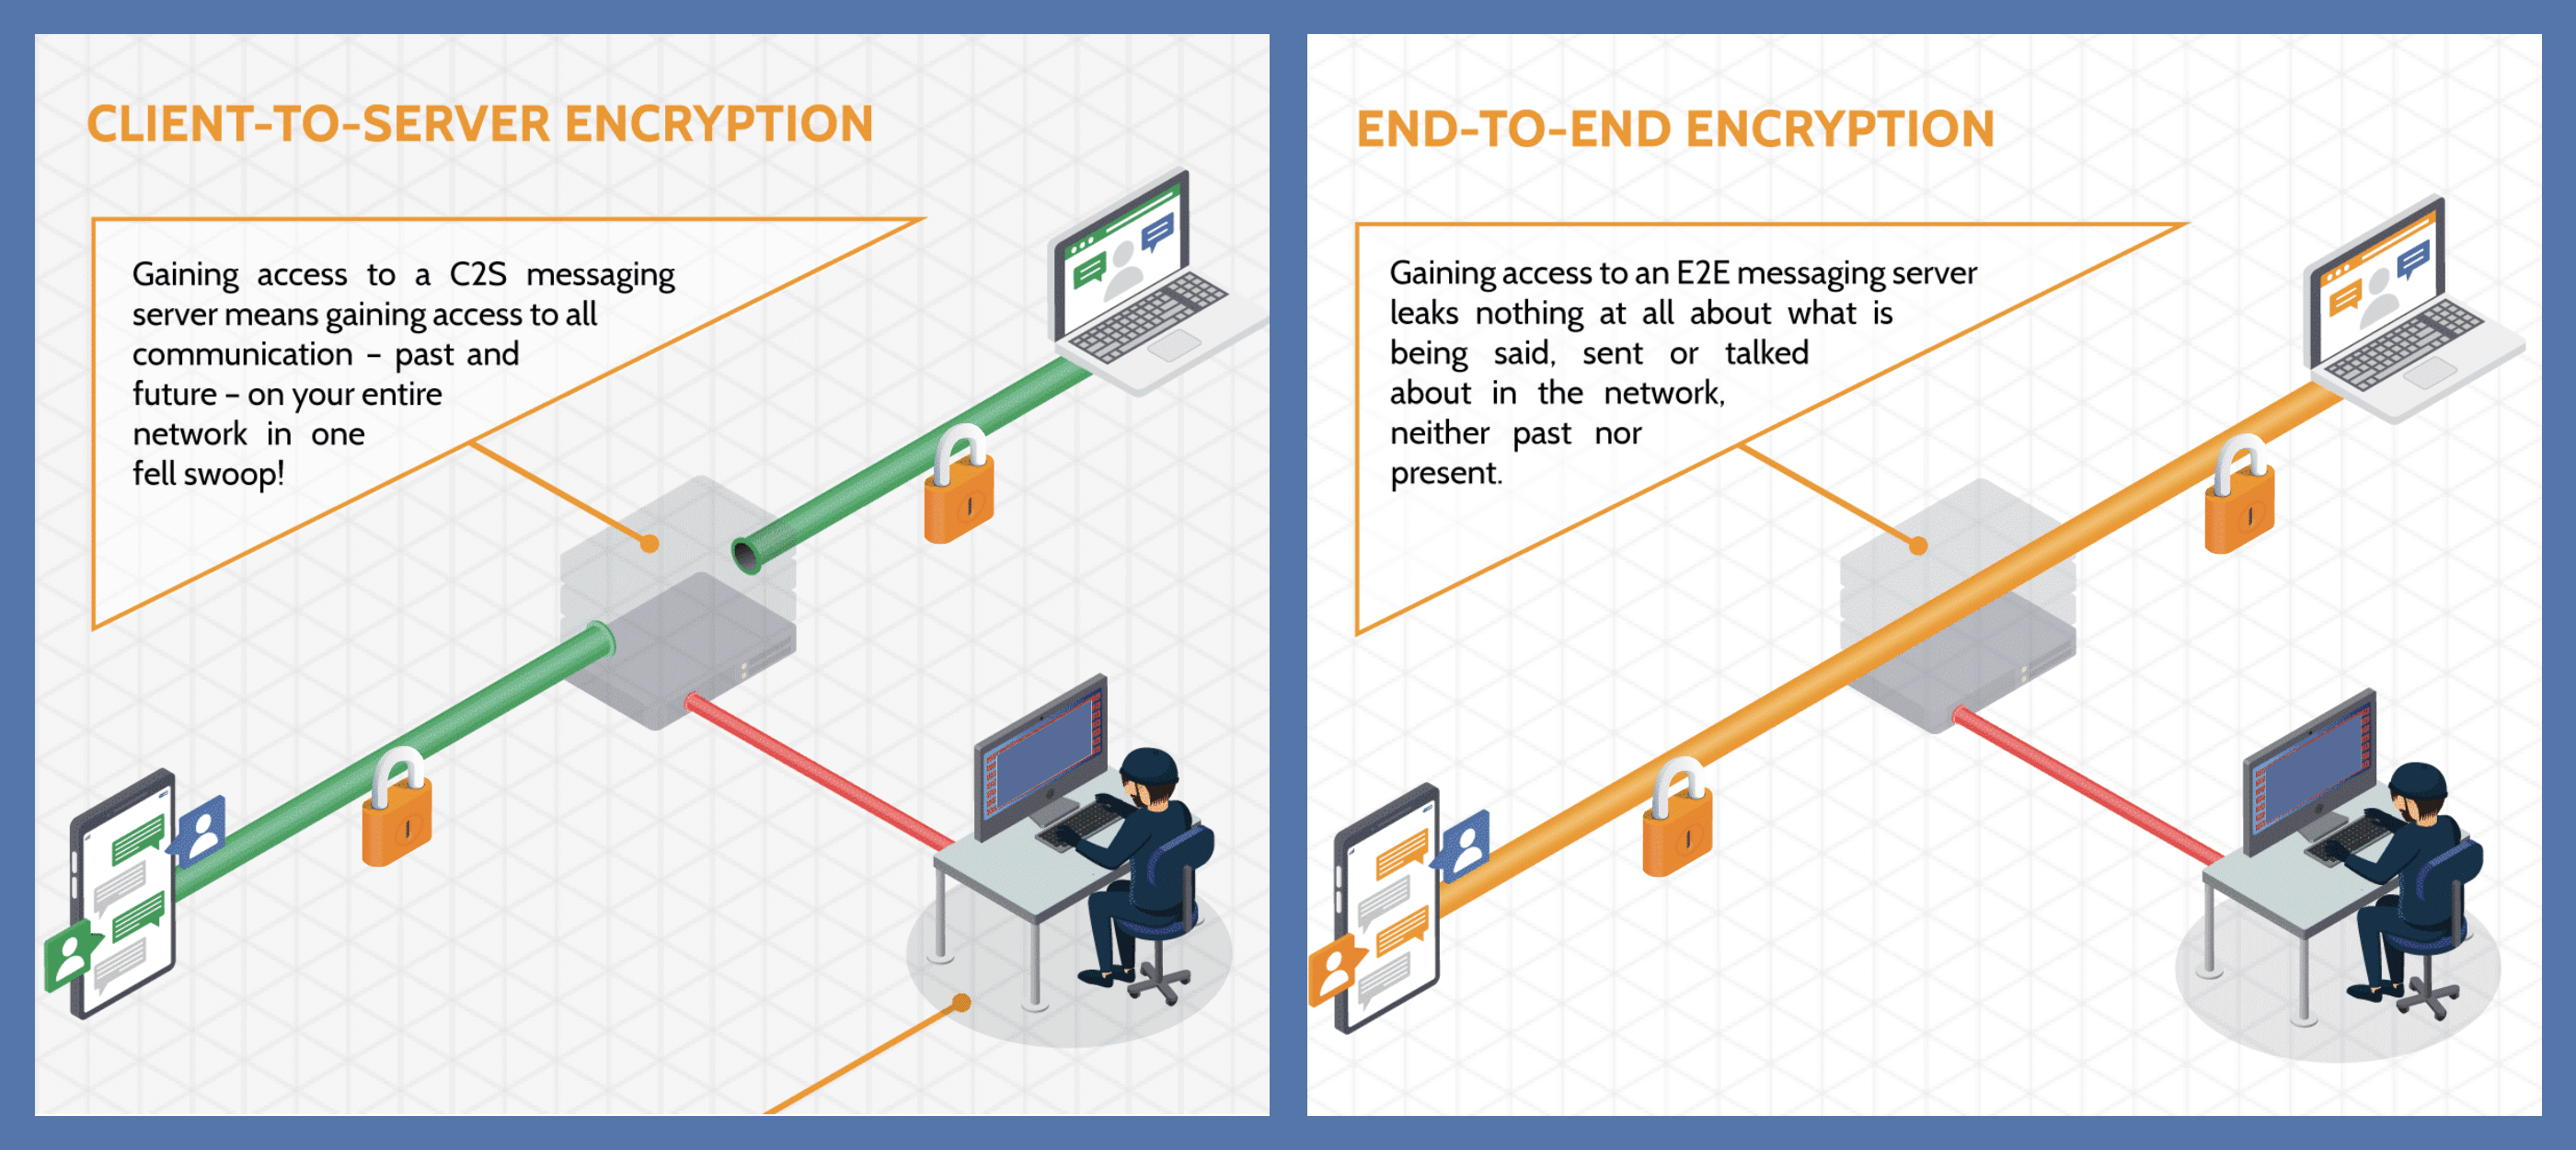 CLIENT-TO-SERVER ENCRYPTION
Gaining access to a C2S messaging
server means gaining access to all
communication – past and
future – on your entire
network in one
fell swoop!
END-TO-END ENCRYPTION
Gaining access to an E2E messaging server
leaks nothing at all about what is
being said, sent or talked
about in the network,
neither past nor
present.